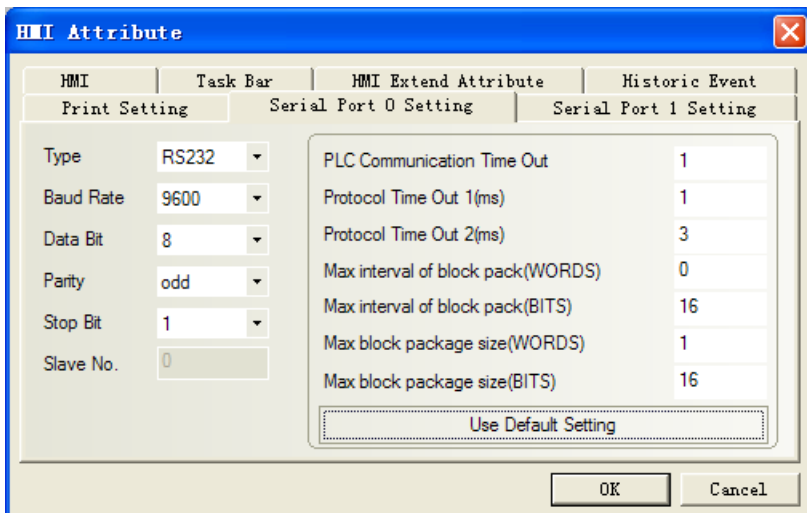 HMI Attribute
HMI Task Bar HMI Extend Attribute Historic Event
Print Setting Serial Port 0 Setting Serial Port 1 Setting
Type RS232
Baud Rate 9600
Data Bit 8
Parity odd
Stop Bit 1
Slave No. 0
PLC Communication Time Out 1
Protocol Time Out 1(ms) 1
Protocol Time Out 2(ms) 3
Max interval of block pack(WORDS) 0
Max interval of block pack(BITS) 16
Max block package size(WORDS) 1
Max block package size(BITS) 16
Use Default Setting
OK Cancel